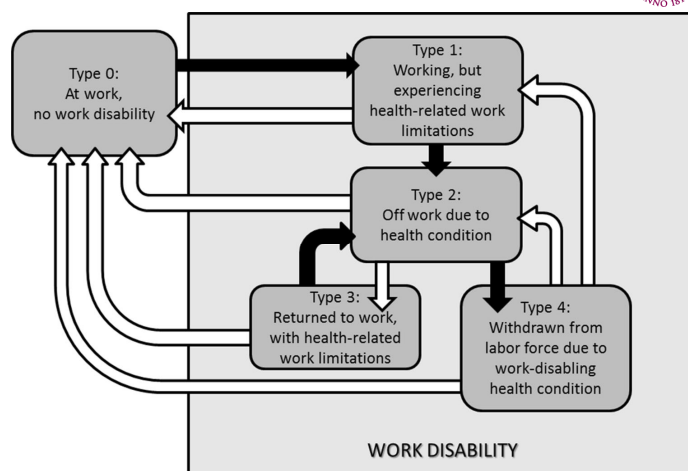 Type 0:
At work,
no work disability
Type 1:
Working, but
experiencing
health-related work
limitations
Type 2:
Off work due to
health condition
Type 3:
Returned to work,
with health-related
work limitations
Type 4:
Withdrawn from
labor force due to
work-disabling
health condition
WORK DISABILITY